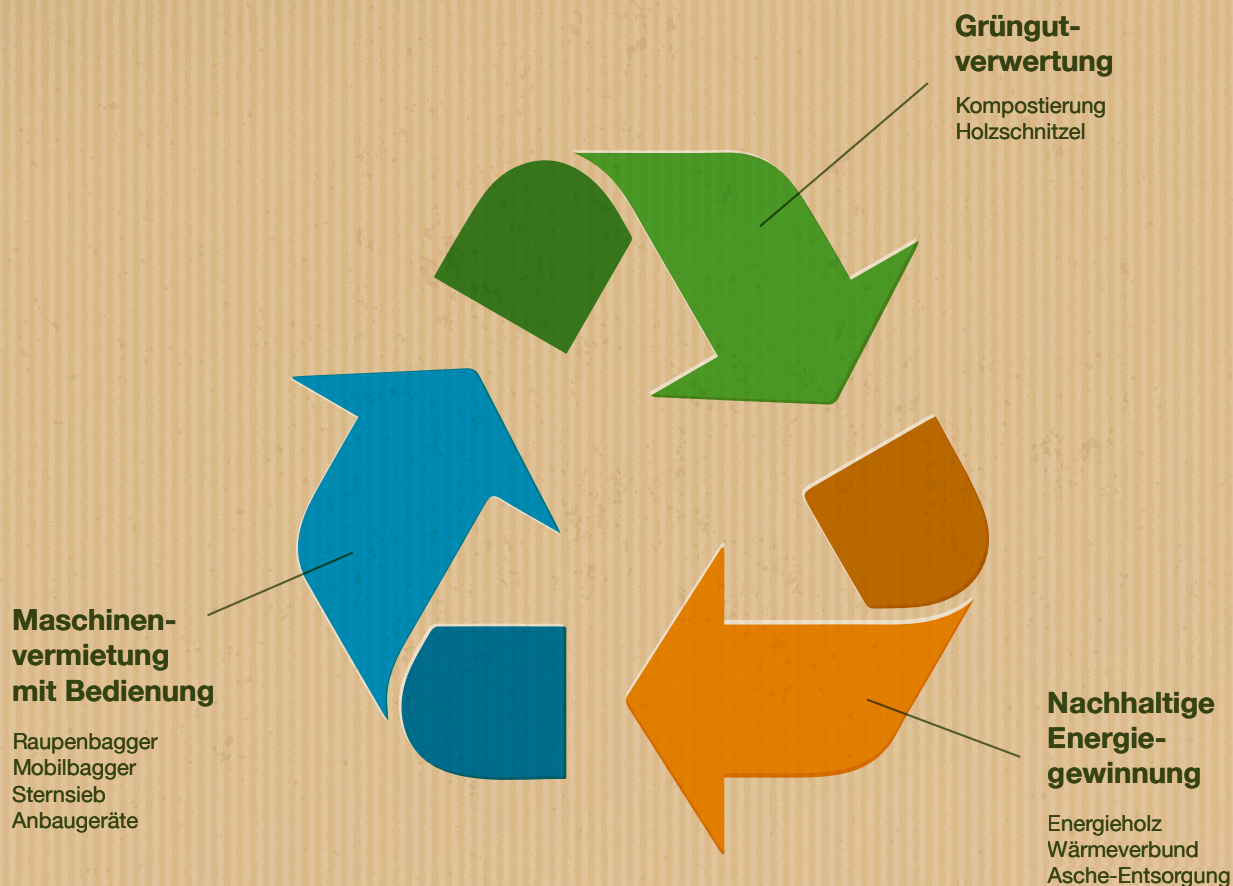 Grüngut-
verwertung
Kompostierung
Holzschnitzel
Maschinen-
vermietung
mit Bedienung
Raupenbagger
Mobilbagger
Sternsieb
Anbaugeräte
Nachhaltige
Energie-
gewinnung
Energieholz
Wärmeverbund
Asche-Entsorgung